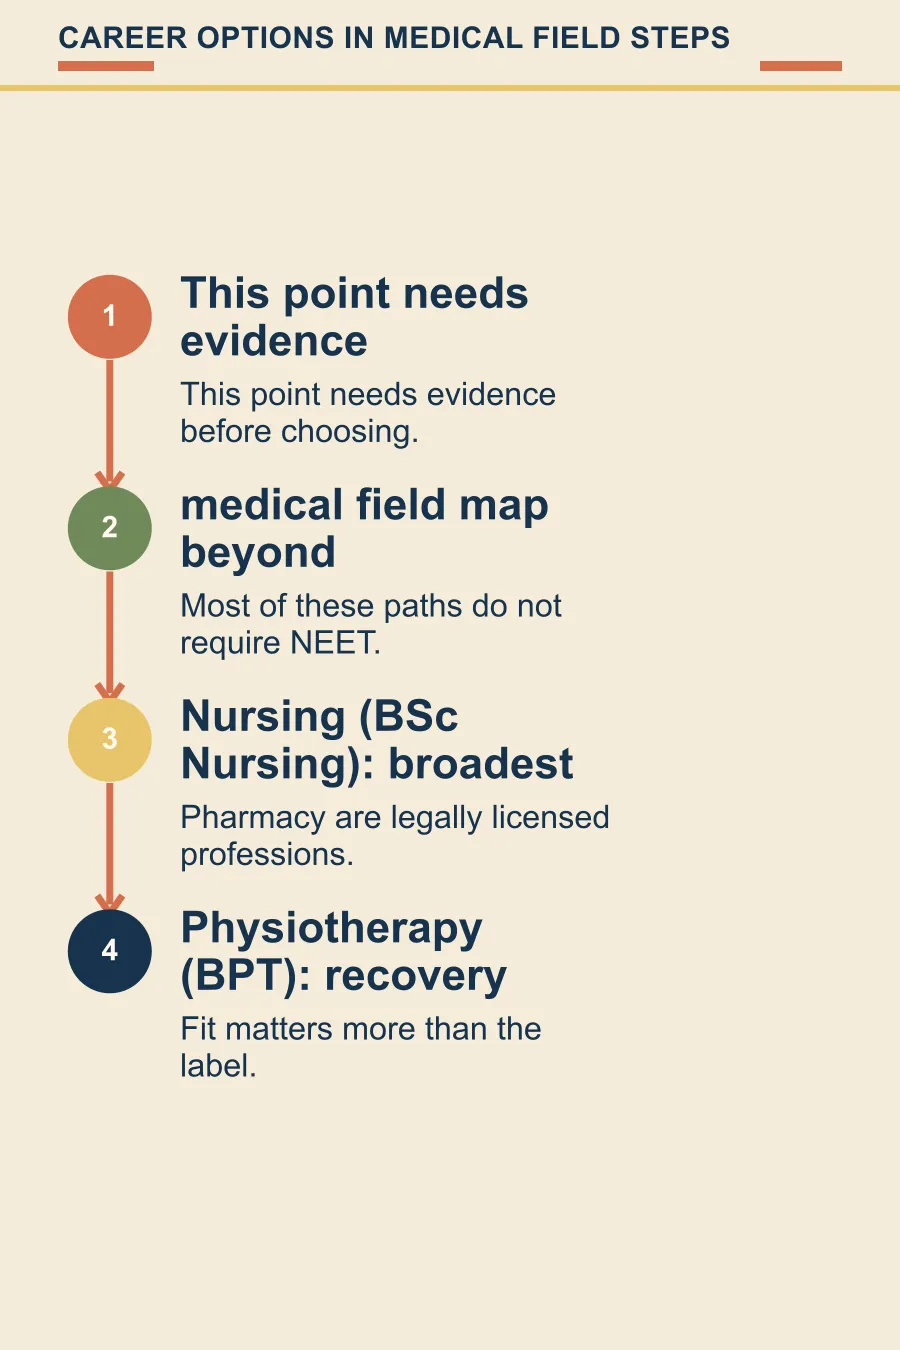 CAREER OPTIONS IN MEDICAL FIELD STEPS
1
This point needs
evidence
This point needs evidence
before choosing.
2
medical field map
beyond
Most of these paths do not
require NEET.
3
Nursing (BSc
Nursing): broadest
Pharmacy are legally licensed
professions.
4
Physiotherapy
(BPT): recovery
Fit matters more than the
label.